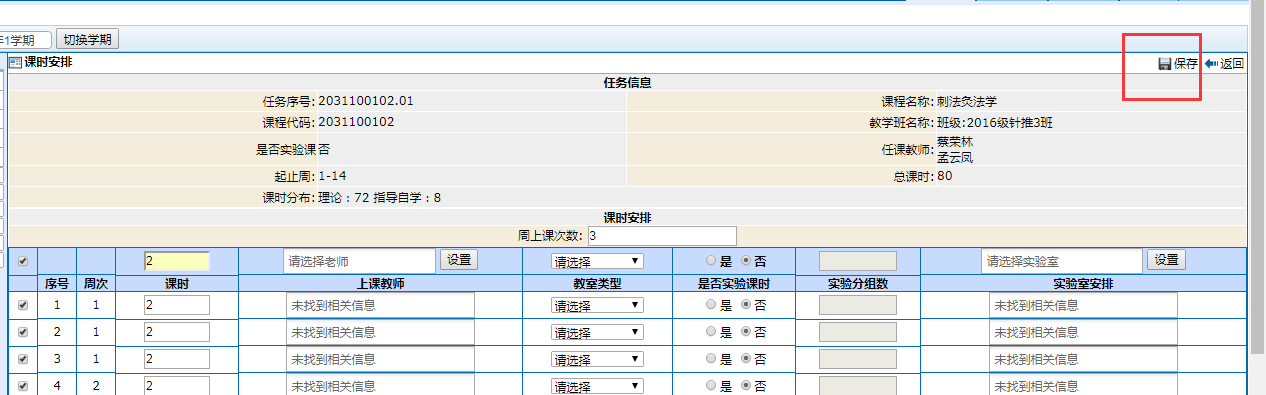 年1学期 切换学期
课时安排 保存 返回
任务信息
任务序号: 2031100102.01 课程名称: 刺法灸法学
课程代码: 2031100102 教学班名称: 班级:2016级针推3班
是否实验课 否 任课教师: 蔡荣林
孟云凤
起止周: 1-14 总课时: 80
课时分布: 理论：72 指导自学：8
课时安排
周上课次数: 3
2 请选择老师 设置 请选择 是 否 请选择实验室 设置
序号 周次 课时 上课教师 教室类型 是否实验课时 实验分组数 实验室安排
1 1 2 未找到相关信息 请选择 是 否 未找到相关信息
2 1 2 未找到相关信息 请选择 是 否 未找到相关信息
3 1 2 未找到相关信息 请选择 是 否 未找到相关信息
4 2 2 未找到相关信息 请选择 是 否 未找到相关信息